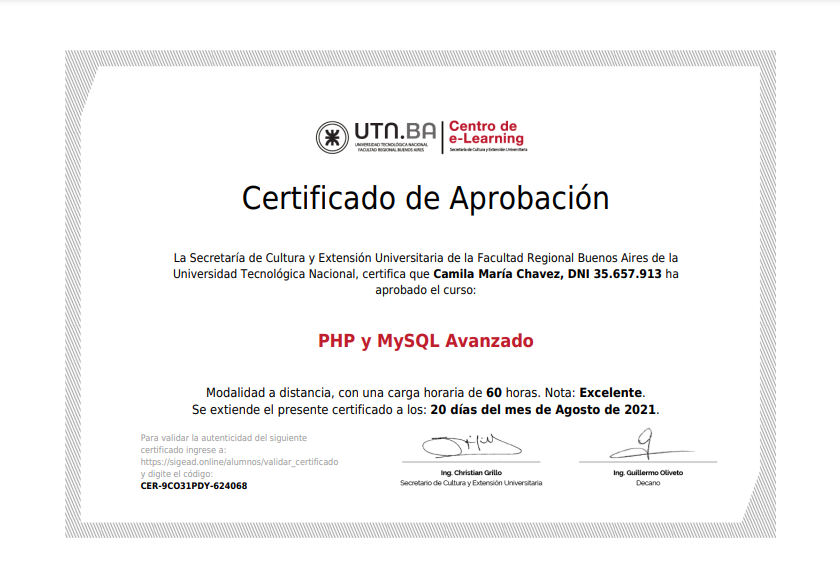 UTN.BA
UNIVERSIDAD TECNOLÓGICA NACIONAL
FACULTAD REGIONAL BUENOS AIRES
Centro de
e-Learning
Secretaría de Cultura y Extensión Universitaria
Certificado de Aprobación
La Secretaría de Cultura y Extensión Universitaria de la Facultad Regional Buenos Aires de la
Universidad Tecnológica Nacional, certifica que Camila María Chavez, DNI 35.657.913 ha
aprobado el curso:
PHP y MySQL Avanzado
Modalidad a distancia, con una carga horaria de 60 horas. Nota: Excelente.
Se extiende el presente certificado a los: 20 días del mes de Agosto de 2021.
Para validar la autenticidad del siguiente
certificado ingrese a:
https://sigead.online/alumnos/validar_certificado
y digite el código:
CER-9CO31PDY-624068
Ing. Christian Grillo
Secretario de Cultura y Extensión Universitaria
Ing. Guillermo Oliveto
Decano